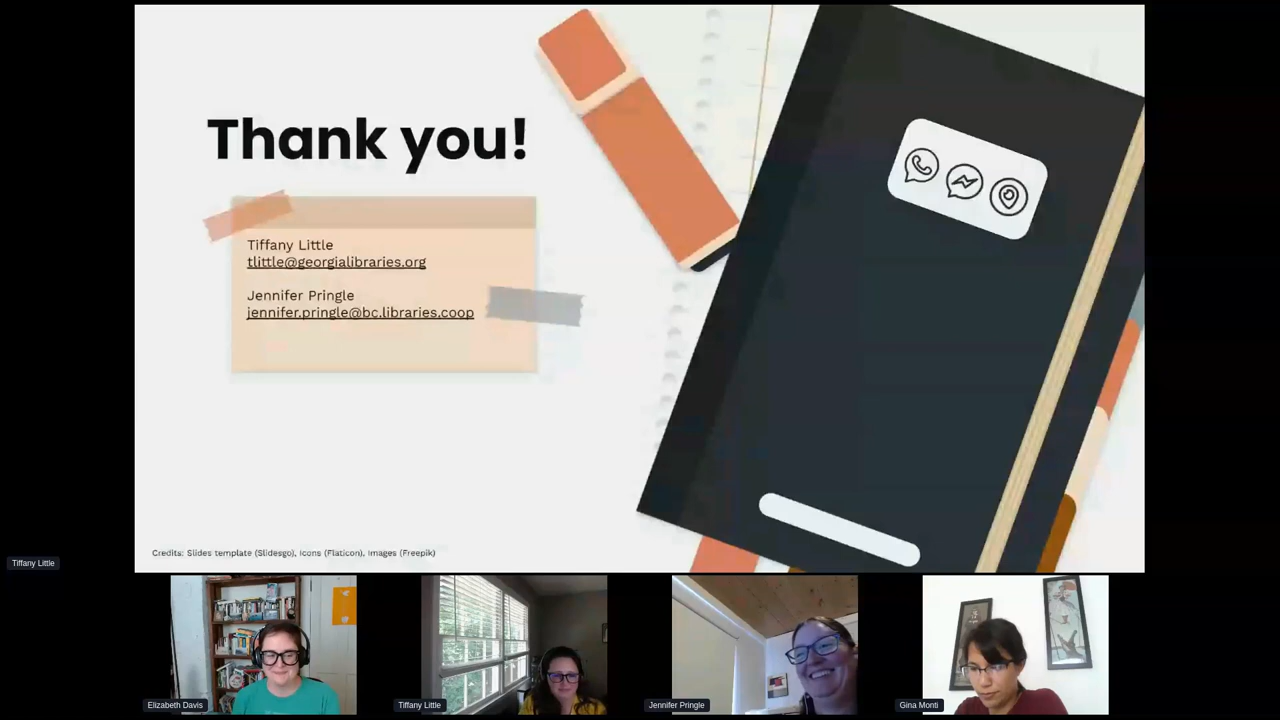 Thank you!
Tiffany Little
tlittle@georgialibraries.org
Jennifer Pringle
jennifer.pringle@bc.libraries.coop
Credits: Slides template (Slidesgo), Icons (Flaticon), Images (Freepik)
Tiffany Little
Elizabeth Davis
Tiffany Little
Jennifer Pringle
Gina Monti